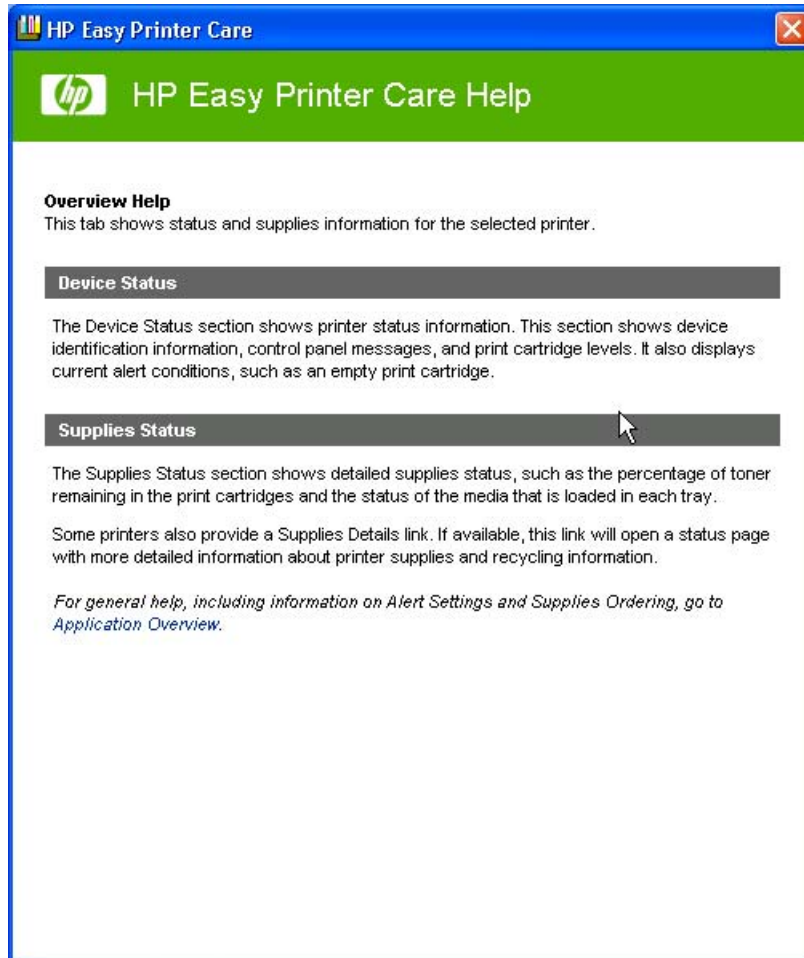 HP Easy Printer Care
hp HP Easy Printer Care Help
Overview Help
This tab shows status and supplies information for the selected printer.
Device Status
The Device Status section shows printer status information. This section shows device
identification information, control panel messages, and print cartridge levels. It also displays
current alert conditions, such as an empty print cartridge.
Supplies Status
The Supplies Status section shows detailed supplies status, such as the percentage of toner
remaining in the print cartridges and the status of the media that is loaded in each tray.
Some printers also provide a Supplies Details link. If available, this link will open a status page
with more detailed information about printer supplies and recycling information.
For general help, including information on Alert Settings and Supplies Ordering, go to
Application Overview.